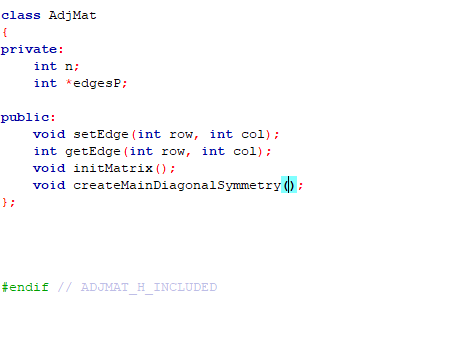 class AdjMat
{
private:
    int n;
    int *edgesP;

public:
    void setEdge(int row, int col);
    int getEdge(int row, int col);
    void initMatrix();
    void createMainDiagonalSymmetry();
};

#endif // ADJMAT_H_INCLUDED